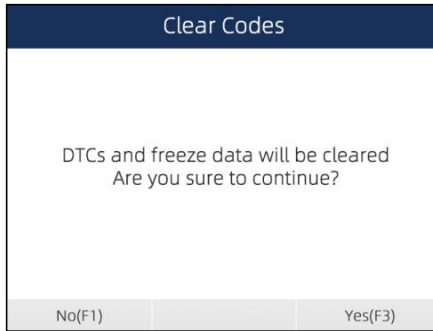 Clear Codes
DTCs and freeze data will be cleared
Are you sure to continue?
No(F1)
Yes(F3)